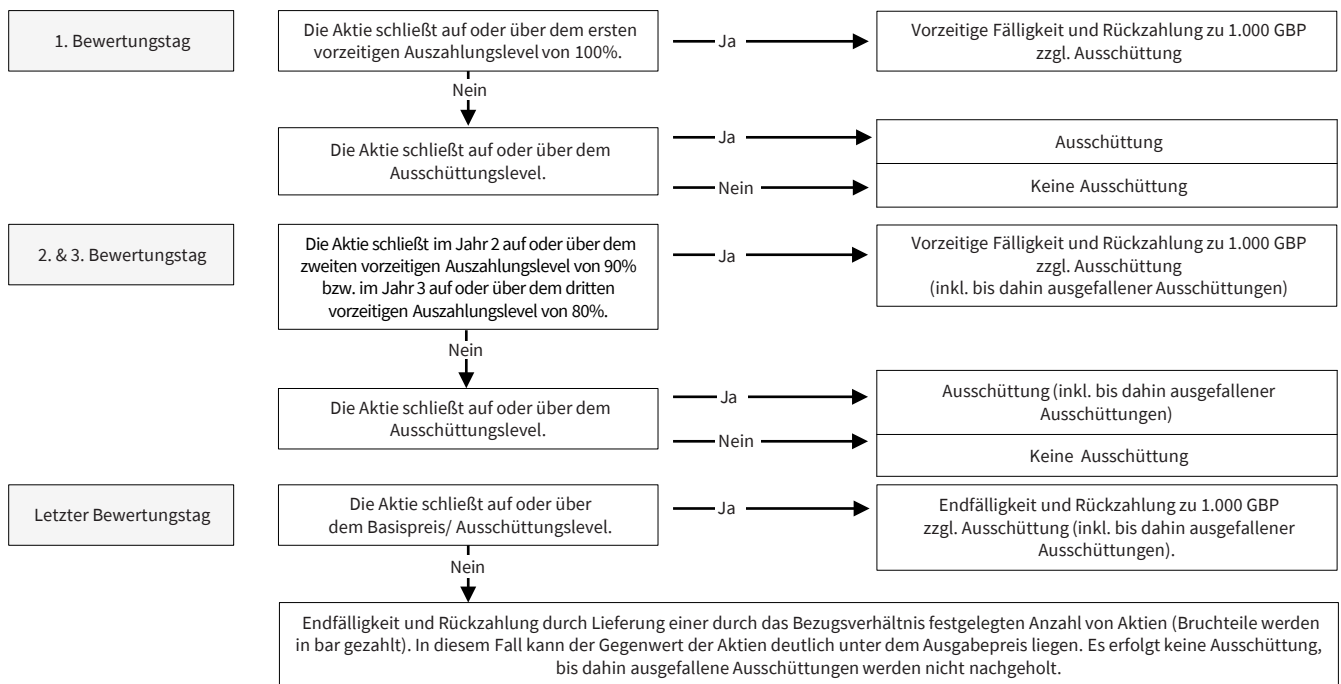 1. Bewertungstag
Die Aktie schließt auf oder über dem ersten
vorzeitigen Auszahlungslevel von 100%.
Ja
Vorzeitige Fälligkeit und Rückzahlung zu 1.000 GBP
zzgl. Ausschüttung
Nein
Die Aktie schließt auf oder über dem
Ausschüttungslevel.
Ja
Ausschüttung
Nein
Keine Ausschüttung
2. & 3. Bewertungstag
Die Aktie schließt im Jahr 2 auf oder über dem
zweiten vorzeitigen Auszahlungslevel von 90%
bzw. im Jahr 3 auf oder über dem dritten
vorzeitigen Auszahlungslevel von 80%.
Ja
Vorzeitige Fälligkeit und Rückzahlung zu 1.000 GBP
zzgl. Ausschüttung
(inkl. bis dahin ausgefallener Ausschüttungen)
Nein
Die Aktie schließt auf oder über dem
Ausschüttungslevel.
Ja
Ausschüttung (inkl. bis dahin ausgefallener
Ausschüttungen)
Nein
Keine Ausschüttung
Letzter Bewertungstag
Die Aktie schließt auf oder über
dem Basispreis/ Ausschüttungslevel.
Ja
Endfälligkeit und Rückzahlung zu 1.000 GBP
zzgl. Ausschüttung (inkl. bis dahin ausgefallener
Ausschüttungen).
Nein
Endfälligkeit und Rückzahlung durch Lieferung einer durch das Bezugsverhältnis festgelegten Anzahl von Aktien (Bruchteile werden
in bar gezahlt). In diesem Fall kann der Gegenwert der Aktien deutlich unter dem Ausgabepreis liegen. Es erfolgt keine Ausschüttung,
bis dahin ausgefallene Ausschüttungen werden nicht nachgeholt.